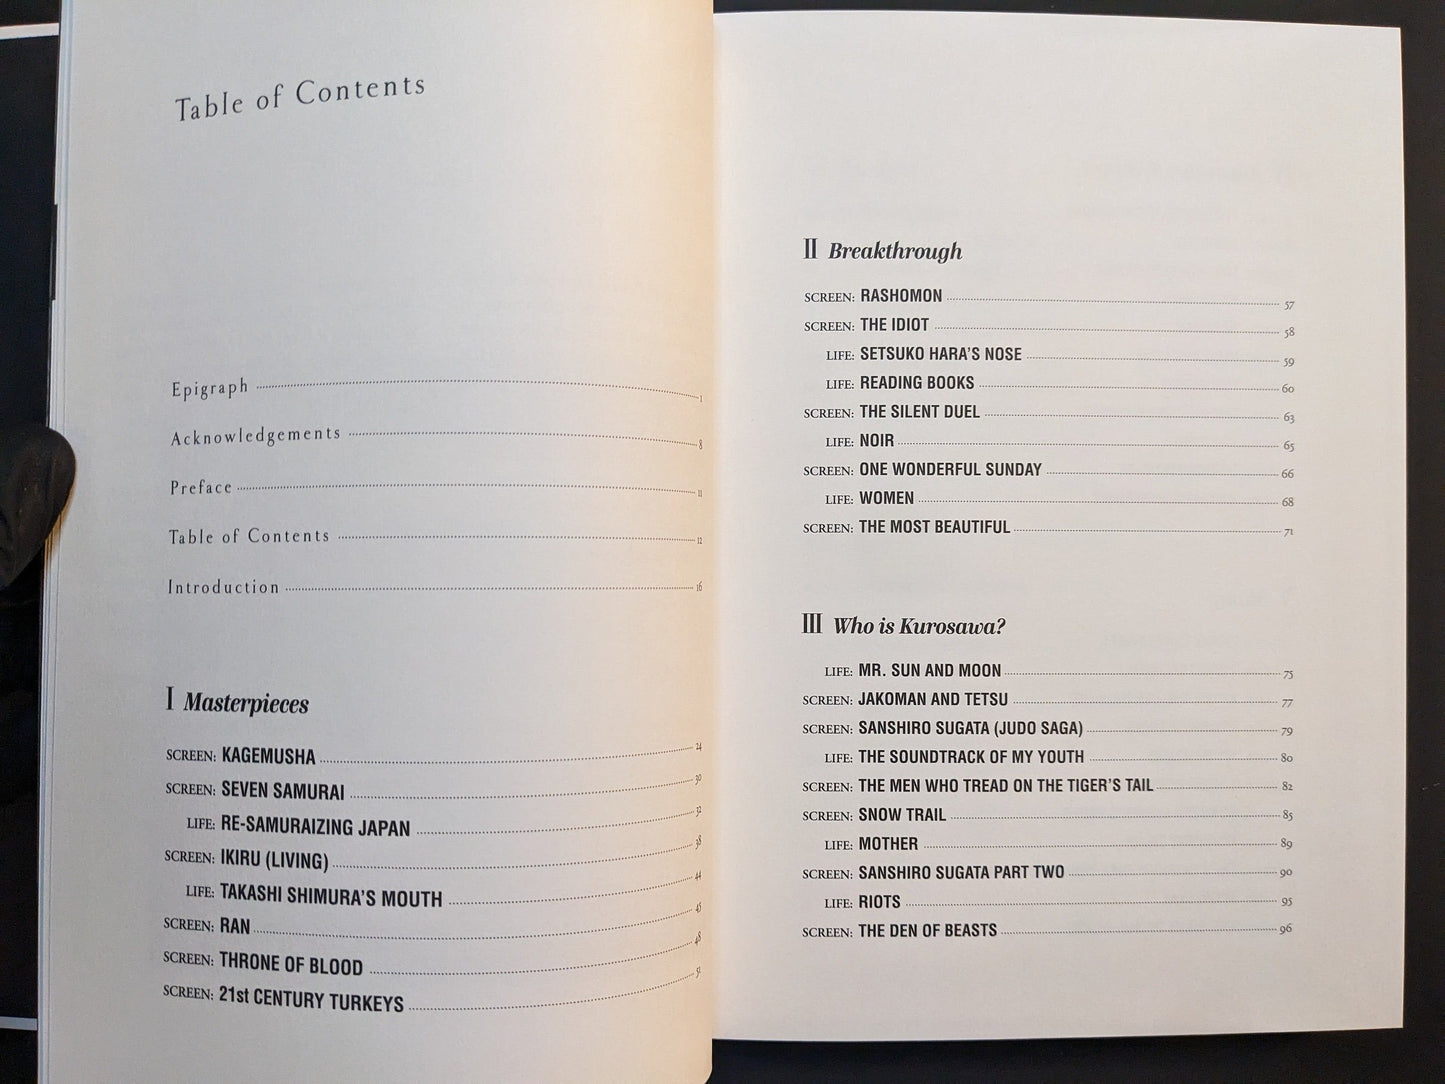 Table of Contents
Epigraph 1
Acknowledgements 8
Preface 11
Table of Contents 12
Introduction 16
I Masterpieces
SCREEN: KAGEMUSHA 24
SCREEN: SEVEN SAMURAI 30
LIFE: RE-SAMURAIZING JAPAN 32
SCREEN: IKIRU (LIVING) 38
LIFE: TAKASHI SHIMURA'S MOUTH 44
SCREEN: RAN 45
SCREEN: THRONE OF BLOOD 48
SCREEN: 21st CENTURY TURKEYS 51
II Breakthrough
SCREEN: RASHOMON 57
SCREEN: THE IDIOT 58
LIFE: SETSUKO HARA'S NOSE 59
LIFE: READING BOOKS 60
SCREEN: THE SILENT DUEL 63
LIFE: NOIR 65
SCREEN: ONE WONDERFUL SUNDAY 66
LIFE: WOMEN 68
SCREEN: THE MOST BEAUTIFUL 71
III Who is Kurosawa?
LIFE: MR. SUN AND MOON 75
SCREEN: JAKOMAN AND TETSU 77
SCREEN: SANSHIRO SUGATA (JUDO SAGA) 79
LIFE: THE SOUNDTRACK OF MY YOUTH 80
SCREEN: THE MEN WHO TREAD ON THE TIGER'S TAIL 82
SCREEN: SNOW TRAIL 85
LIFE: MOTHER 89
SCREEN: SANSHIRO SUGATA PART TWO 90
LIFE: RIOTS 95
SCREEN: THE DEN OF BEASTS 96